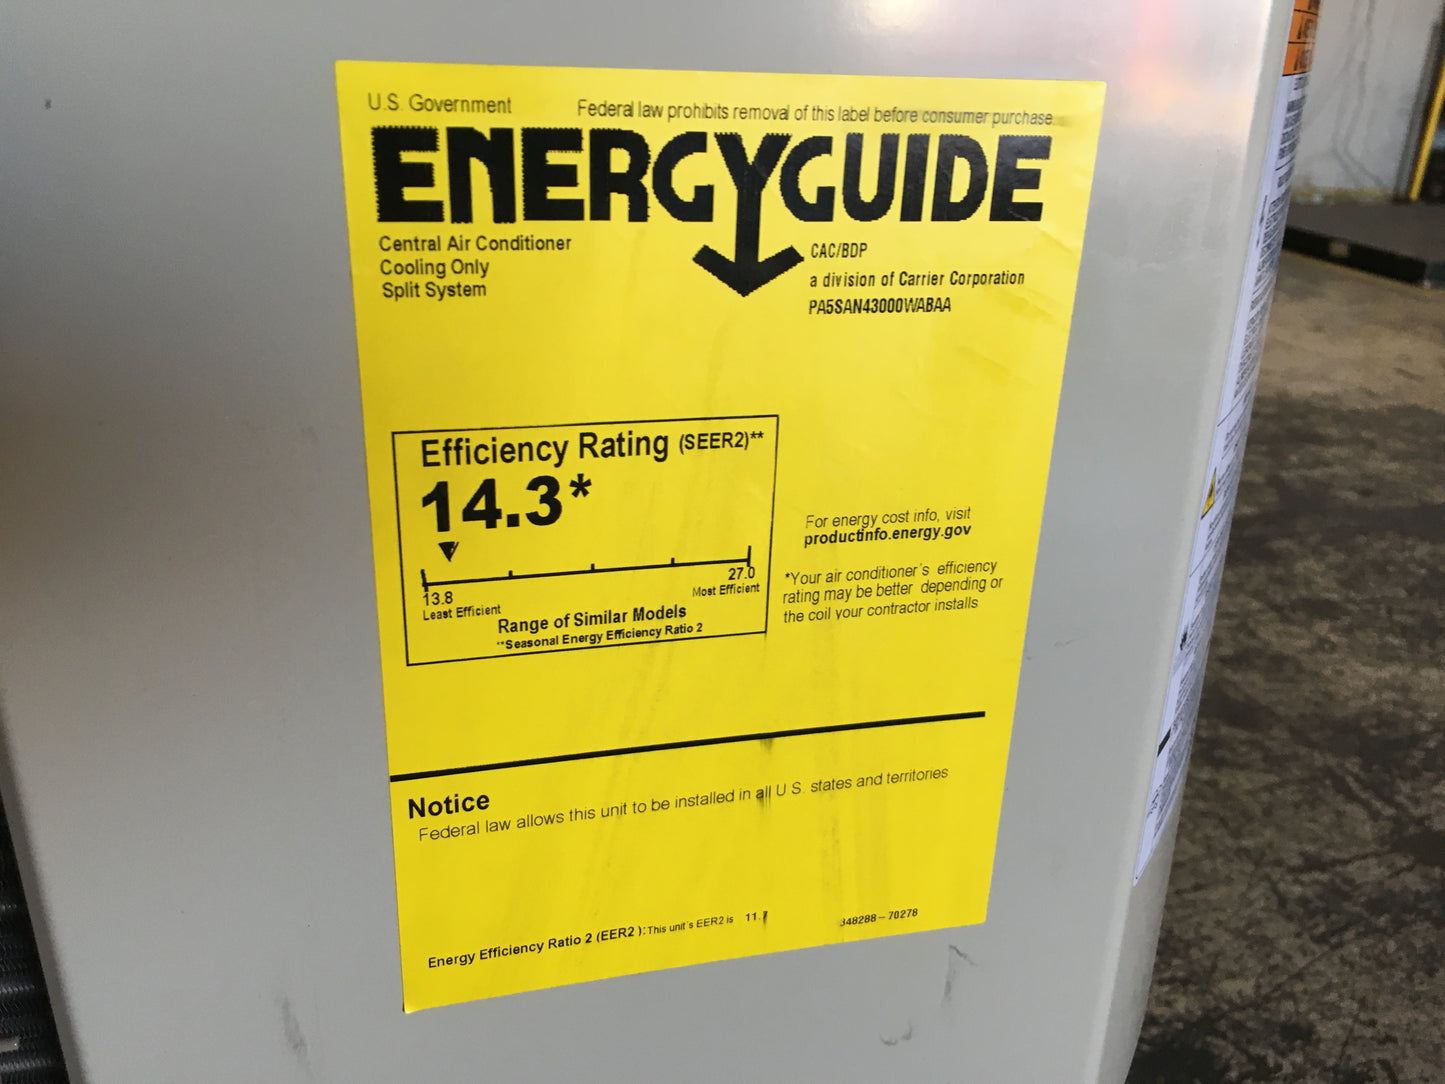 U.S. Government
Federal law prohibits removal of this label before consumer purchase.
ENERGYGUIDE
Central Air Conditioner
Cooling Only
Split System
CAC/BDP
a division of Carrier Corporation
PA5SAN43000WABAA
Efficiency Rating (SEER2)**
14.3*
13.8
Least Efficient
27.0
Most Efficient
Range of Similar Models
**Seasonal Energy Efficiency Ratio 2
For energy cost info, visit
productinfo.energy.gov
*Your air conditioner's efficiency
rating may be better depending or
the coil your contractor installs
Notice
Federal law allows this unit to be installed in all U.S. states and territories
Energy Efficiency Ratio 2 (EER2 ): This unit's EER2 is 11.7
348288-70278